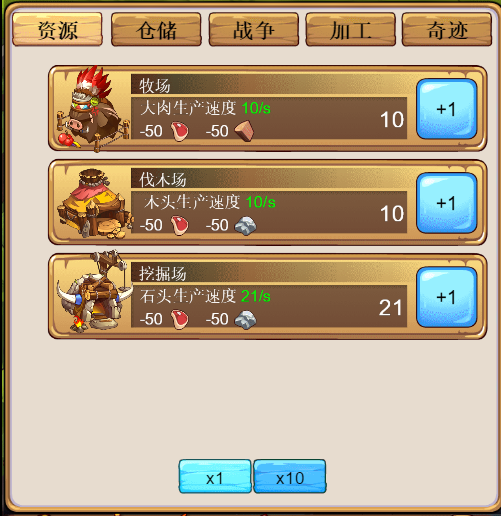 资源 仓储 战争 加工 奇迹
牧场
大肉生产速度 10/s
-50 -50
10
+1
伐木场
木头生产速度 10/s
-50 -50
10
+1
挖掘场
石头生产速度 21/s
-50 -50
21
+1
x1 x10